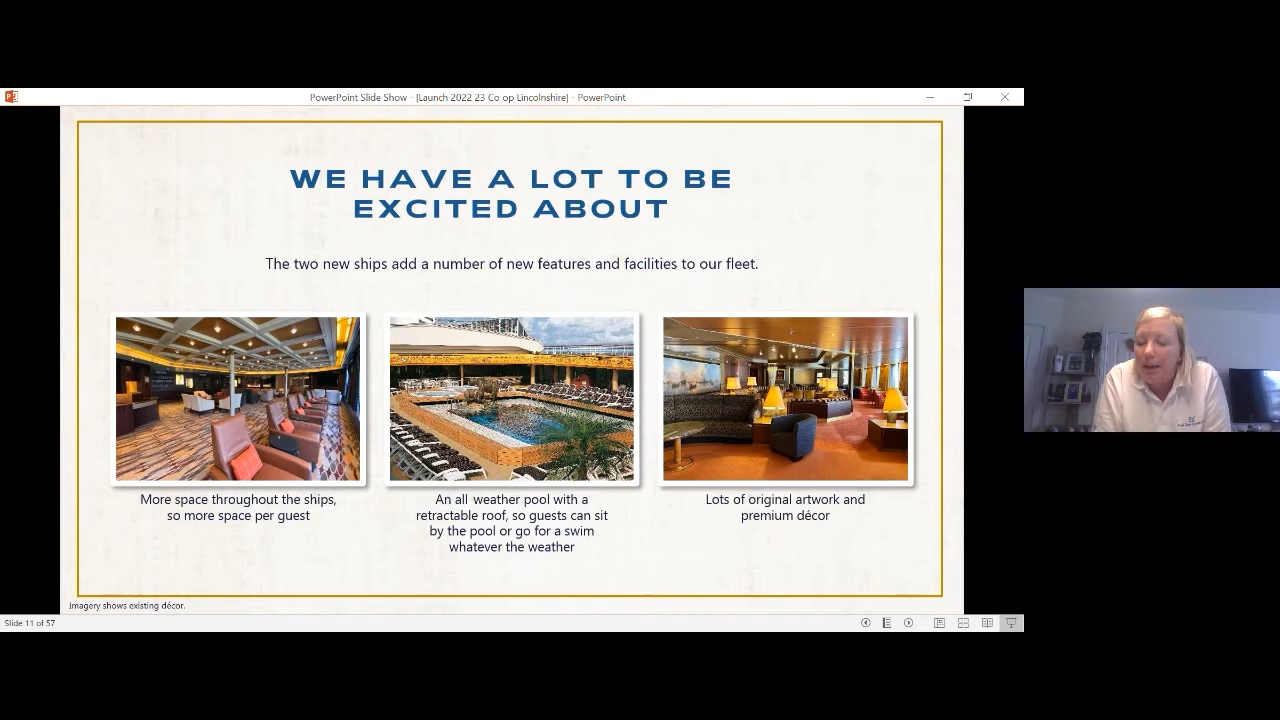 PowerPoint Slide Show - [Launch 2022 23 Co op Lincolnshire] - PowerPoint
WE HAVE A LOT TO BE
EXCITED ABOUT
The two new ships add a number of new features and facilities to our fleet.
More space throughout the ships,
so more space per guest
An all weather pool with a
retractable roof, so guests can sit
by the pool or go for a swim
whatever the weather
Lots of original artwork and
premium décor
Imagery shows existing décor.
Slide 11 of 57